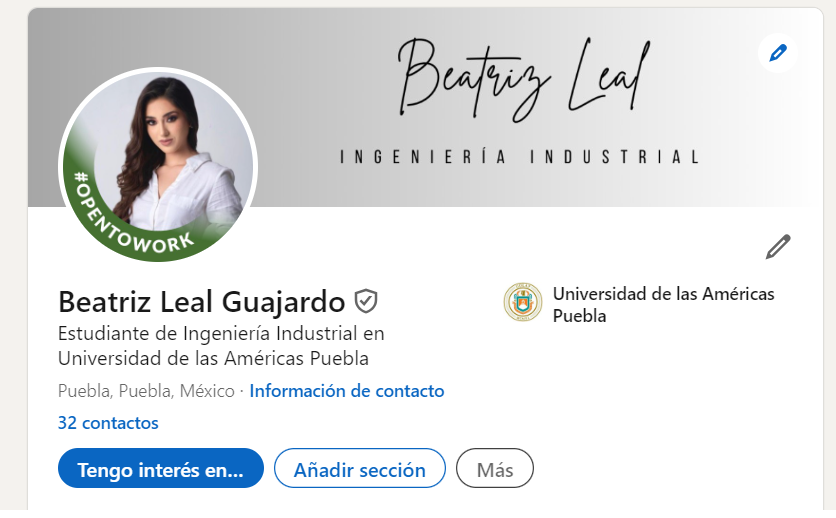 Beatriz Leal
INGENIERÍA INDUSTRIAL
#OPENTOWORK
Beatriz Leal Guajardo
Estudiante de Ingeniería Industrial en
Universidad de las Américas Puebla
Puebla, Puebla, México · Información de contacto
32 contactos
Tengo interés en...
Añadir sección
Más
Universidad de las Américas
Puebla